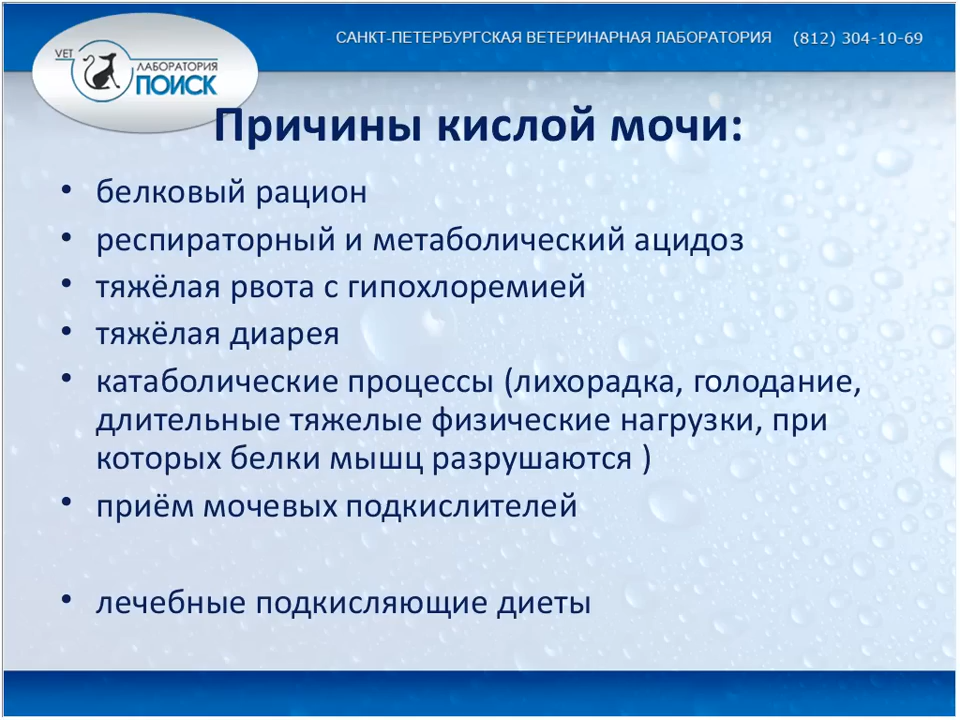 САНКТ-ПЕТЕРБУРГСКАЯ ВЕТЕРИНАРНАЯ ЛАБОРАТОРИЯ (812) 304-10-69
VET
ЛАБОРАТОРИЯ
ПОИСК
Причины кислой мочи:
• белковый рацион
• респираторный и метаболический ацидоз
• тяжёлая рвота с гипохлоремией
• тяжёлая диарея
• катаболические процессы (лихорадка, голодание,
длительные тяжелые физические нагрузки, при
которых белки мышц разрушаются )
• приём мочевых подкислителей
• лечебные подкисляющие диеты